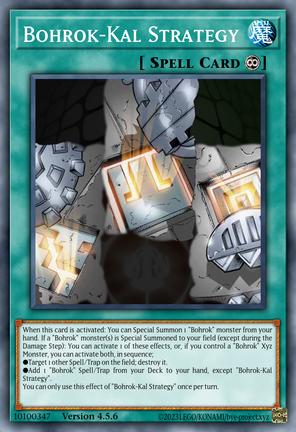 Bohrok-Kal Strategy
魔
[ Spell Card ∞ ]
When this card is activated: You can Special Summon 1 "Bohrok" monster from your
hand. If a "Bohrok" monster(s) is Special Summoned to your field (except during the
Damage Step): You can activate 1 of these effects, or, if you control a "Bohrok" Xyz
Monster, you can activate both, in sequence;
●Target 1 other Spell/Trap on the field; destroy it.
●Add 1 "Bohrok" Spell/Trap from your Deck to your hand, except "Bohrok-Kal
Strategy".
You can only use this effect of "Bohrok-Kal Strategy" once per turn.
10100347 Version 4.5.6 ©2023LEGO/KONAMI/bye-project.xyz